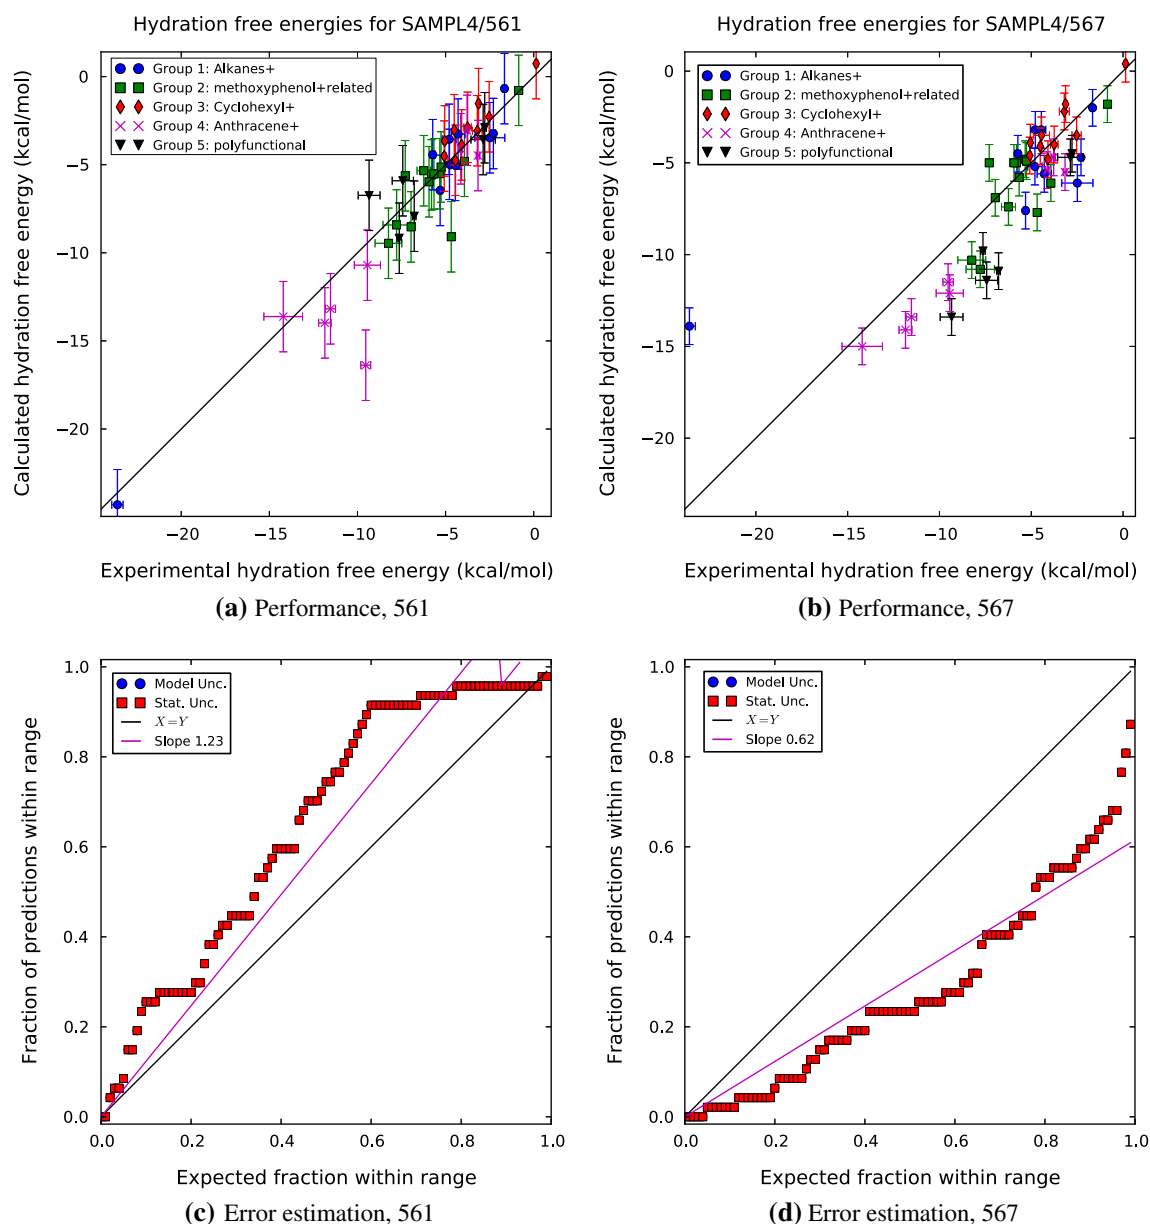 Hydration free energies for SAMPL4/561
Calculated hydration free energy (kcal/mol)
0
−5
−10
−15
−20
Group 1: Alkanes+
Group 2: methoxyphenol+related
Group 3: Cyclohexyl+
Group 4: Anthracene+
Group 5: polyfunctional
−20 −15 −10 −5 0
Experimental hydration free energy (kcal/mol)
(a) Performance, 561
Hydration free energies for SAMPL4/567
Calculated hydration free energy (kcal/mol)
0
−5
−10
−15
−20
Group 1: Alkanes+
Group 2: methoxyphenol+related
Group 3: Cyclohexyl+
Group 4: Anthracene+
Group 5: polyfunctional
−20 −15 −10 −5 0
Experimental hydration free energy (kcal/mol)
(b) Performance, 567
Fraction of predictions within range
1.0
0.8
0.6
0.4
0.2
0.0
Model Unc.
Stat. Unc.
X=Y
Slope 1.23
0.0 0.2 0.4 0.6 0.8 1.0
Expected fraction within range
(c) Error estimation, 561
Fraction of predictions within range
1.0
0.8
0.6
0.4
0.2
0.0
Model Unc.
Stat. Unc.
X=Y
Slope 0.62
0.0 0.2 0.4 0.6 0.8 1.0
Expected fraction within range
(d) Error estimation, 567